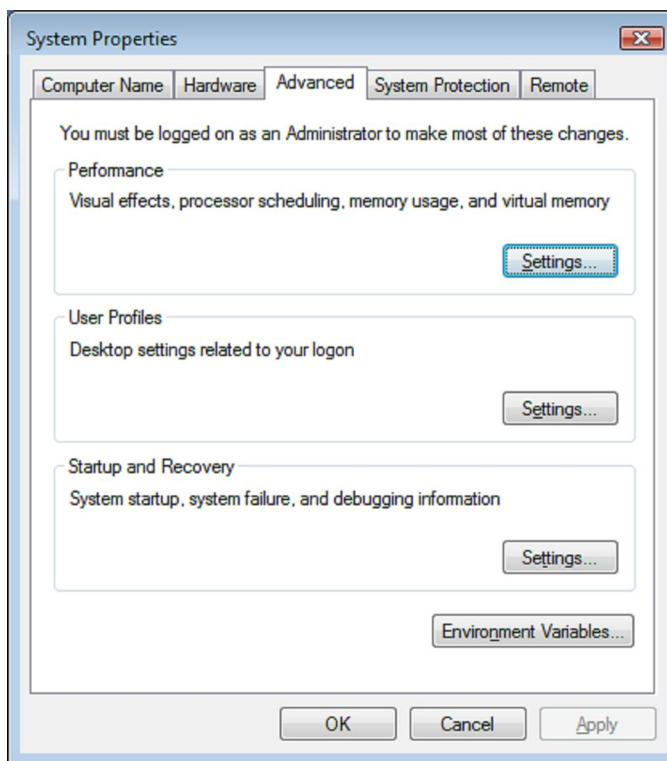 System Properties
Computer Name Hardware Advanced System Protection Remote
You must be logged on as an Administrator to make most of these changes.
Performance
Visual effects, processor scheduling, memory usage, and virtual memory
Settings...
User Profiles
Desktop settings related to your logon
Settings...
Startup and Recovery
System startup, system failure, and debugging information
Settings...
Environment Variables...
OK Cancel Apply